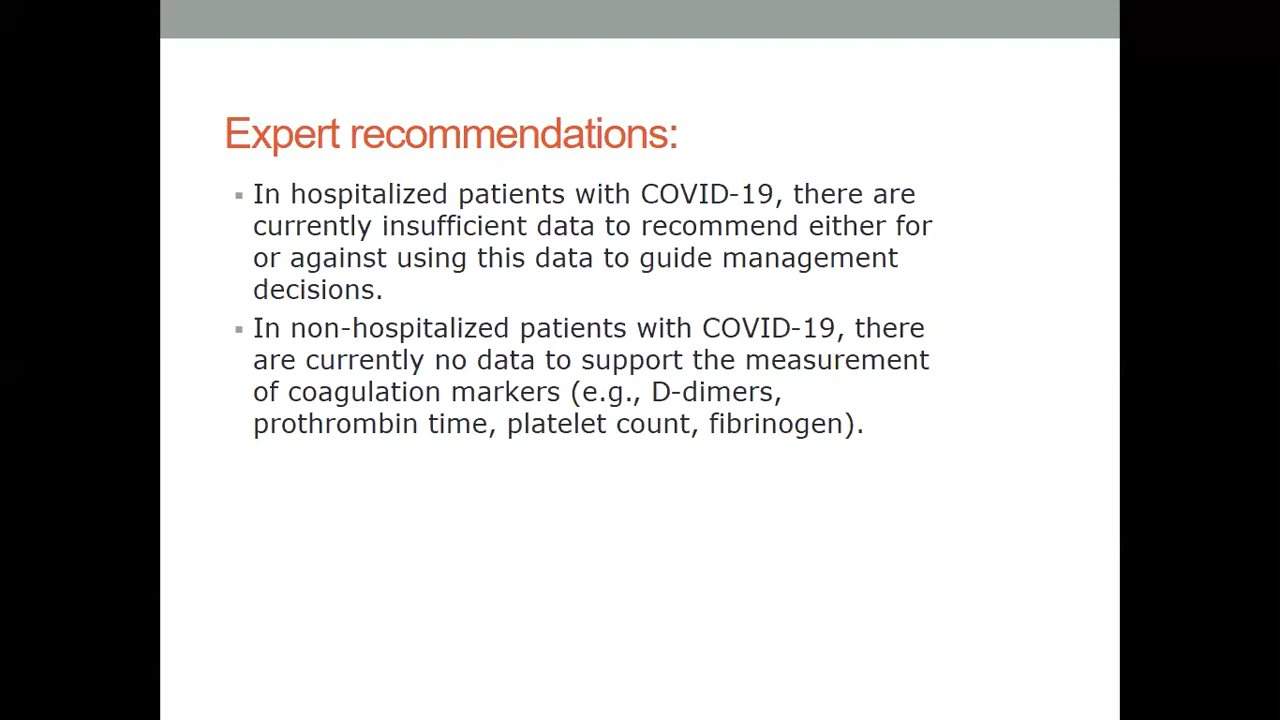 Expert recommendations:
▪ In hospitalized patients with COVID-19, there are
currently insufficient data to recommend either for
or against using this data to guide management
decisions.
▪ In non-hospitalized patients with COVID-19, there
are currently no data to support the measurement
of coagulation markers (e.g., D-dimers,
prothrombin time, platelet count, fibrinogen).